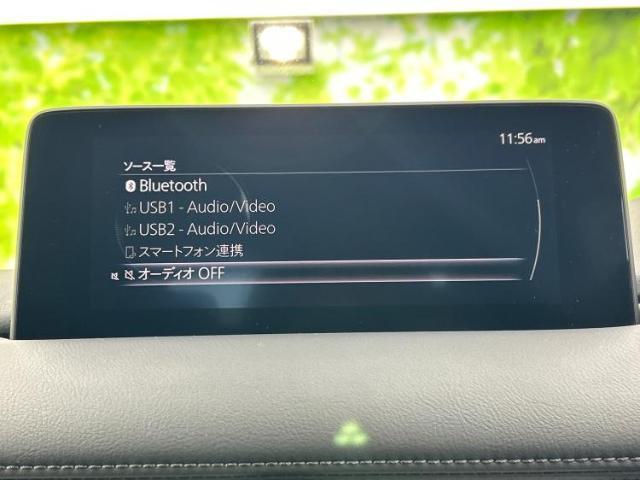 11:56am
ソース一覧
Bluetooth
USB1 - Audio/Video
USB2 - Audio/Video
スマートフォン連携
オーディオ OFF